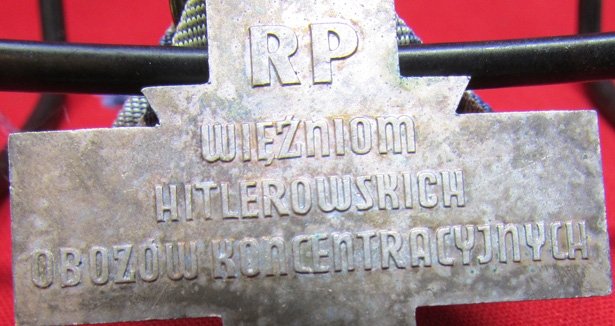 RP
WIĘŹNIOM
HITLEROWSKICH
OBOZÓW KONCENTRACYJNYCH